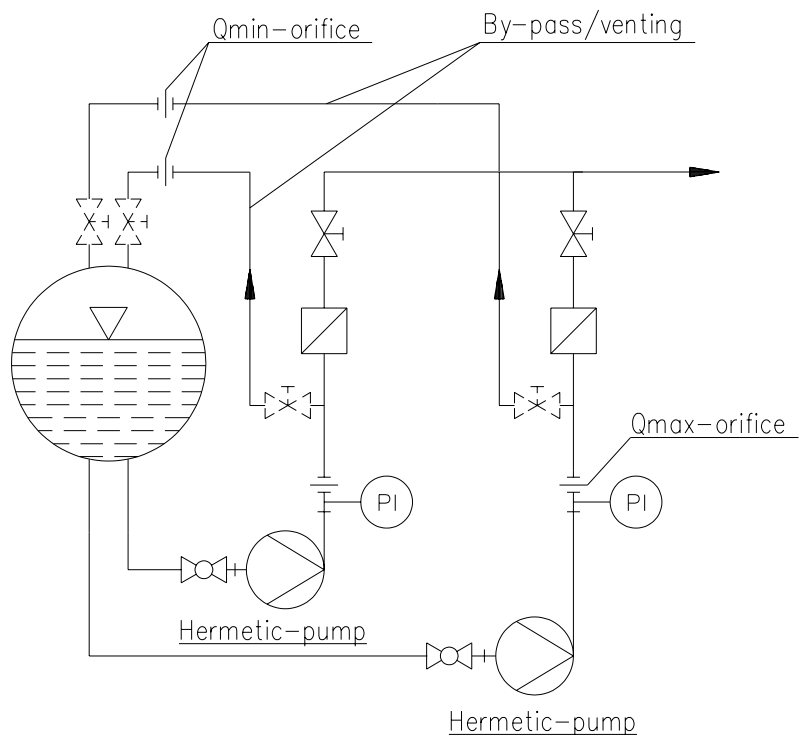 Qmin-orifice
By-pass/venting
Qmax-orifice
PI
PI
Hermetic-pump
Hermetic-pump